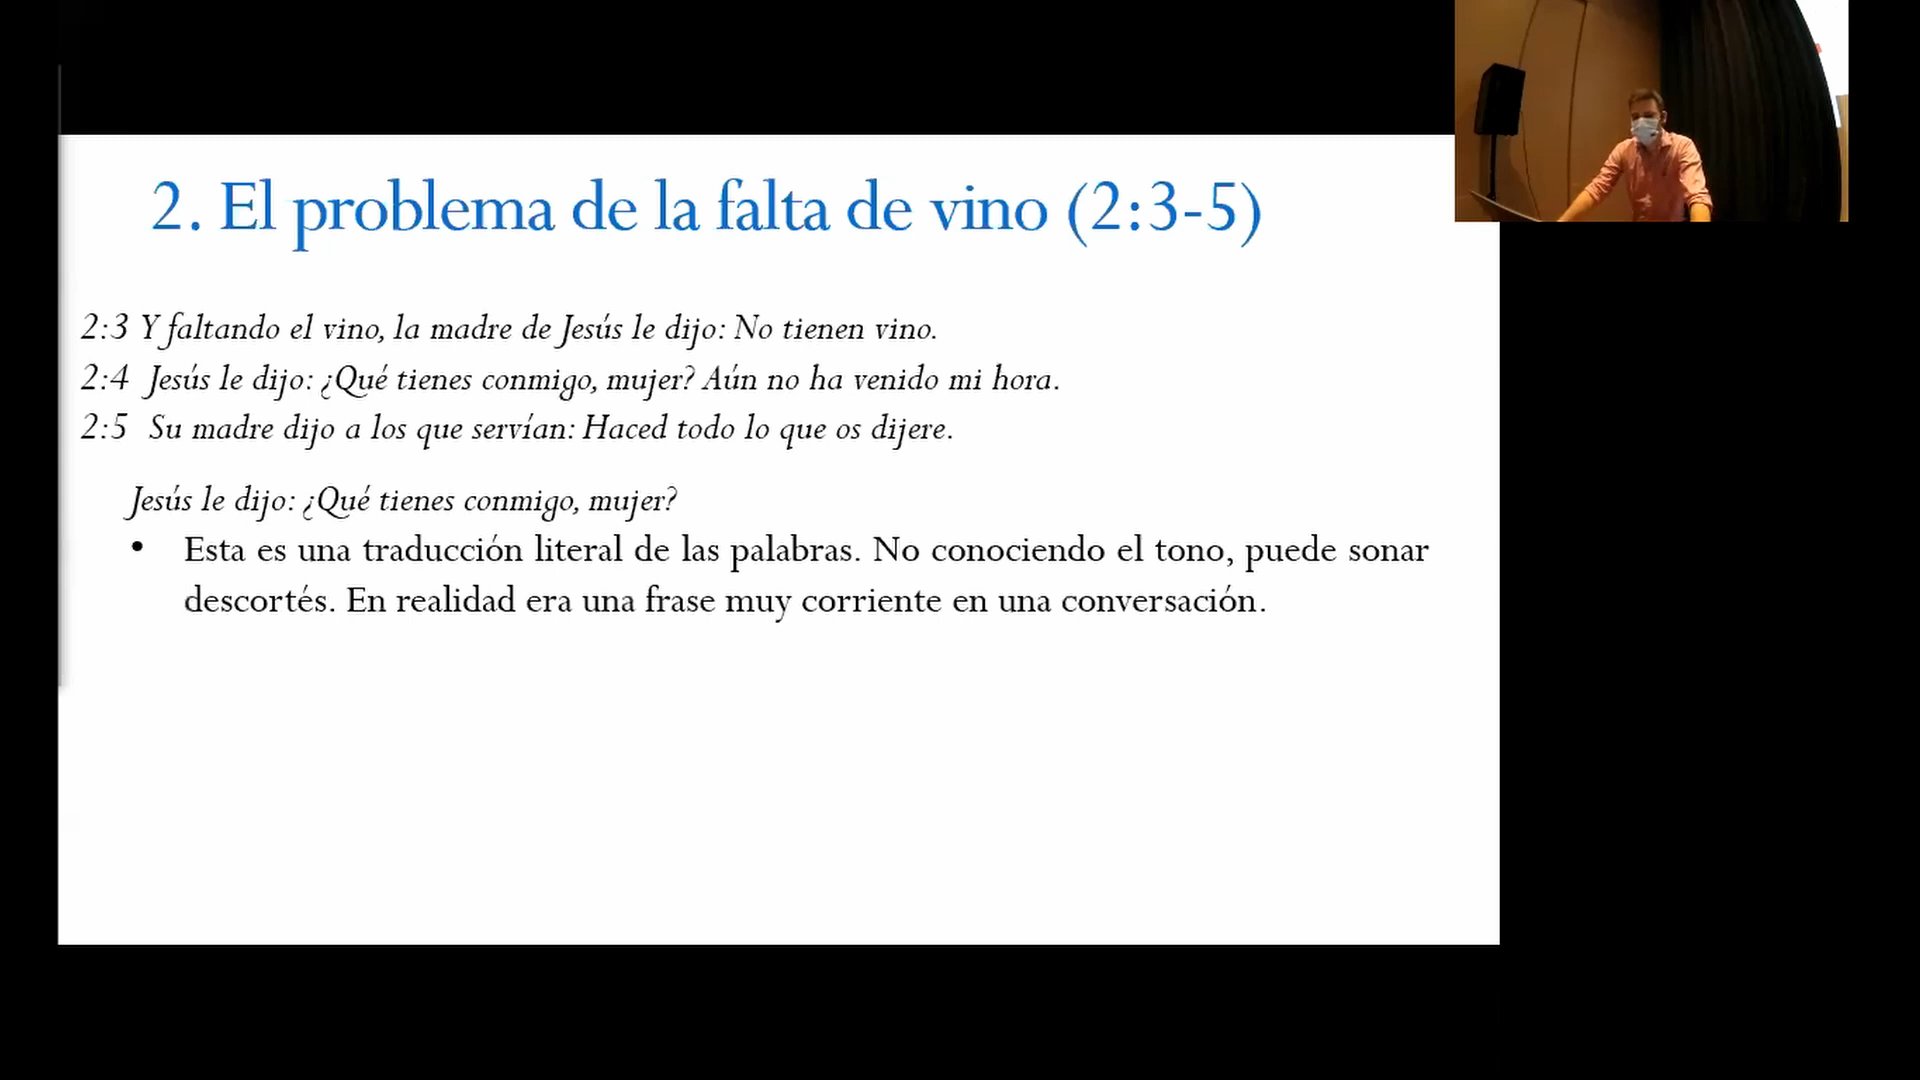 2. El problema de la falta de vino (2:3-5)
2:3 Y faltando el vino, la madre de Jesús le dijo: No tienen vino.
2:4 Jesús le dijo: ¿Qué tienes conmigo, mujer? Aún no ha venido mi hora.
2:5 Su madre dijo a los que servían: Haced todo lo que os dijere.
Jesús le dijo: ¿Qué tienes conmigo, mujer?
• Esta es una traducción literal de las palabras. No conociendo el tono, puede sonar
descortés. En realidad era una frase muy corriente en una conversación.